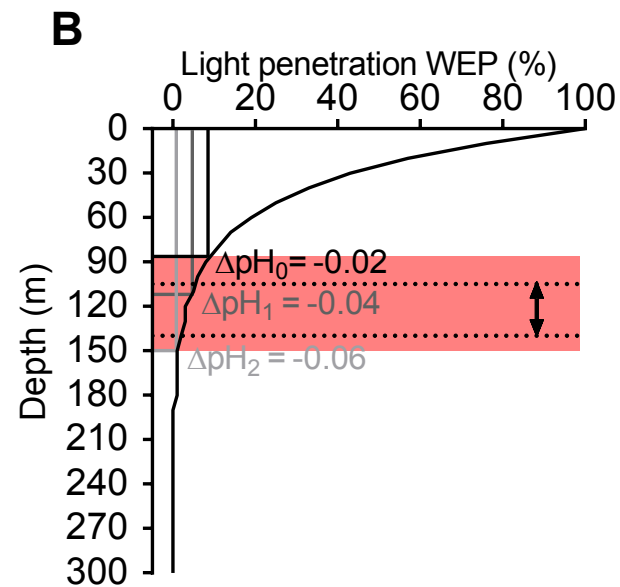 B
Light penetration WEP (%)
0 20 40 60 80 100
0
30
60
90
120
150
180
210
240
270
300
Depth (m)
ΔpH₀= -0.02
ΔpH₁ = -0.04
ΔpH₂ = -0.06